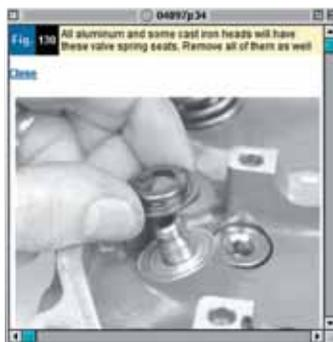 04897p34
Fig. 130 All aluminum and some cast iron heads will have
these valve spring seats. Remove all of them as well
Close